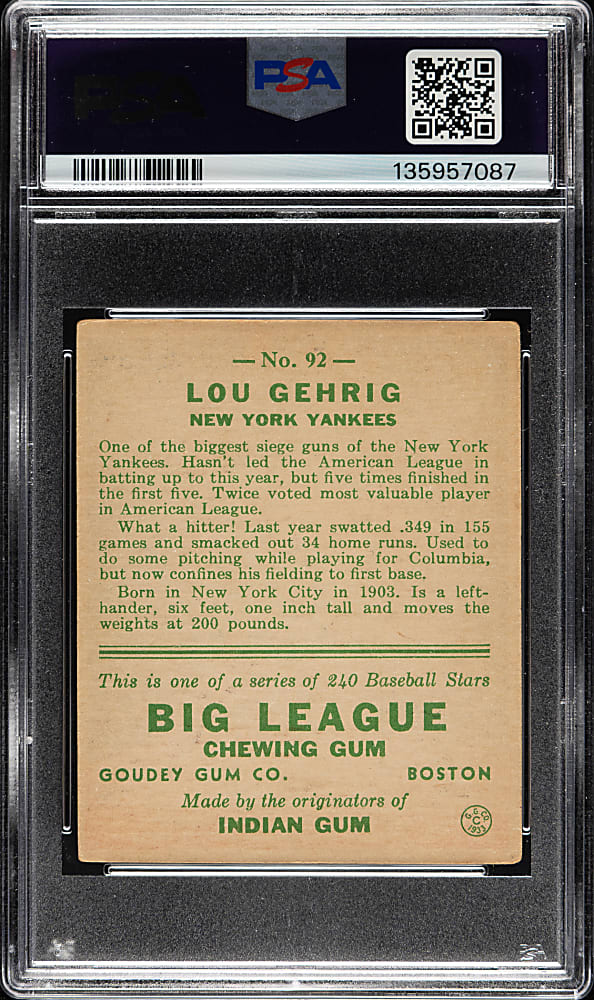 PSA
135957087
— No. 92 —
LOU GEHRIG
NEW YORK YANKEES
One of the biggest siege guns of the New York
Yankees. Hasn't led the American League in
batting up to this year, but five times finished in
the first five. Twice voted most valuable player
in American League.
What a hitter! Last year swatted .349 in 155
games and smacked out 34 home runs. Used to
do some pitching while playing for Columbia,
but now confines his fielding to first base.
Born in New York City in 1903. Is a left-
hander, six feet, one inch tall and moves the
weights at 200 pounds.
This is one of a series of 240 Baseball Stars
BIG LEAGUE
CHEWING GUM
GOUDEY GUM CO. BOSTON
Made by the originators of
INDIAN GUM
G. G. CO.
C
1933